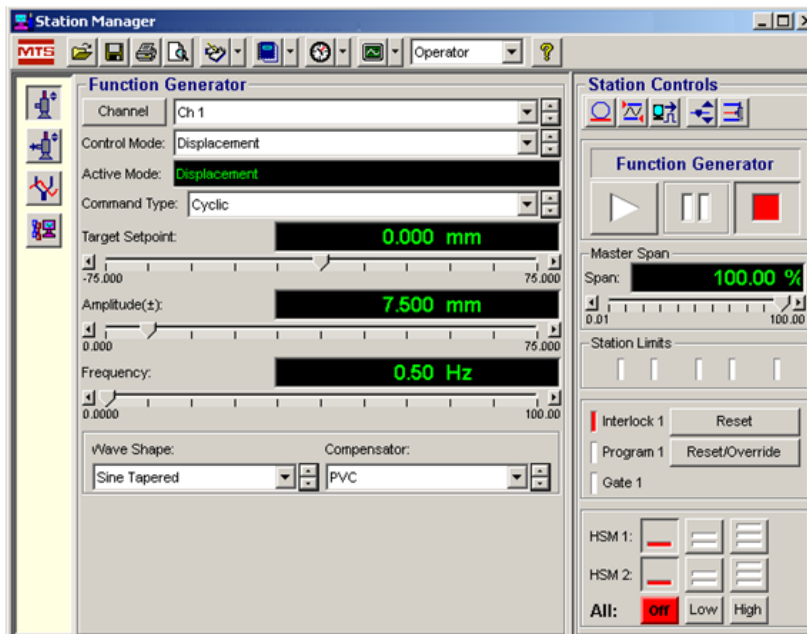 Station Manager
MTS Operator ?
Function Generator
Channel Ch 1
Control Mode: Displacement
Active Mode: Displacement
Command Type: Cyclic
Target Setpoint: 0.000 mm
-75.000 75.000
Amplitude(±): 7.500 mm
0.000 75.000
Frequency: 0.50 Hz
0.0000 100.00
Wave Shape: Compensator:
Sine Tapered PVC
Station Controls
Function Generator
Master Span
Span: 100.00 %
0.01 100.00
Station Limits
Interlock 1 Reset
Program 1 Reset/Override
Gate 1
HSM 1:
HSM 2:
All: Off Low High